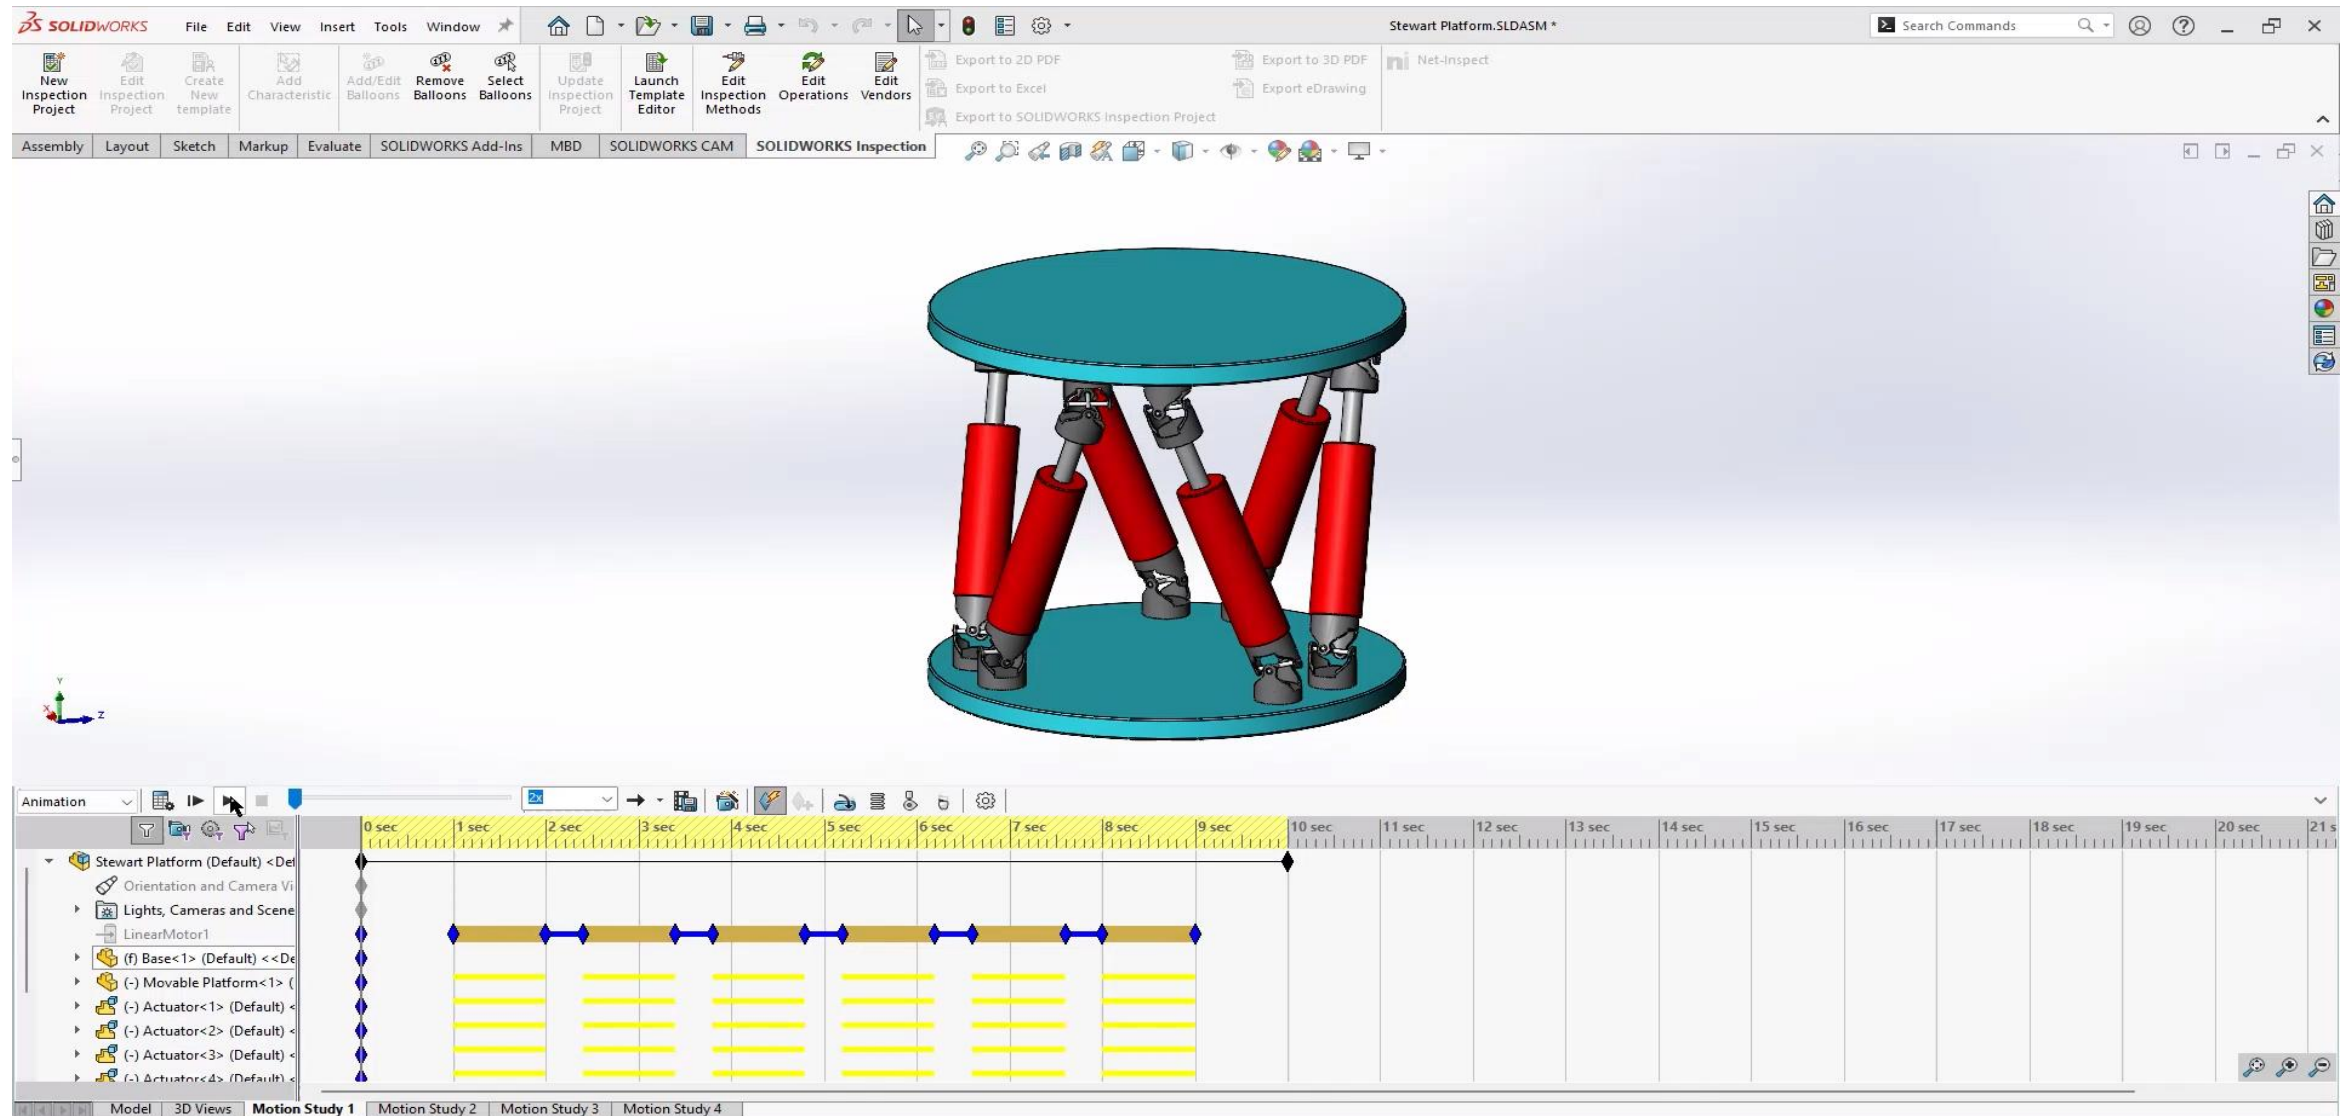 SOLIDWORKS File Edit View Insert Tools Window Stewart Platform.SLDASM * Search Commands
New Inspection Project
Edit Inspection Project
Create New template
Add Characteristic
Add/Edit Balloons
Remove Balloons
Select Balloons
Update Inspection Project
Launch Template Editor
Edit Inspection Methods
Edit Operations
Edit Vendors
Export to 2D PDF
Export to Excel
Export to SOLIDWORKS Inspection Project
Export to 3D PDF
Export eDrawing
Net-Inspect
Assembly Layout Sketch Markup Evaluate SOLIDWORKS Add-Ins MBD SOLIDWORKS CAM SOLIDWORKS Inspection
Y
X
Z
Animation 2x
0 sec 1 sec 2 sec 3 sec 4 sec 5 sec 6 sec 7 sec 8 sec 9 sec 10 sec 11 sec 12 sec 13 sec 14 sec 15 sec 16 sec 17 sec 18 sec 19 sec 20 sec 21 s
Stewart Platform (Default) <Def
Orientation and Camera Vi
Lights, Cameras and Scene
LinearMotor1
(f) Base<1> (Default) <<De
(-) Movable Platform<1> (
(-) Actuator<1> (Default) <
(-) Actuator<2> (Default) <
(-) Actuator<3> (Default) <
(-) Actuator<4> (Default) <
Model 3D Views Motion Study 1 Motion Study 2 Motion Study 3 Motion Study 4